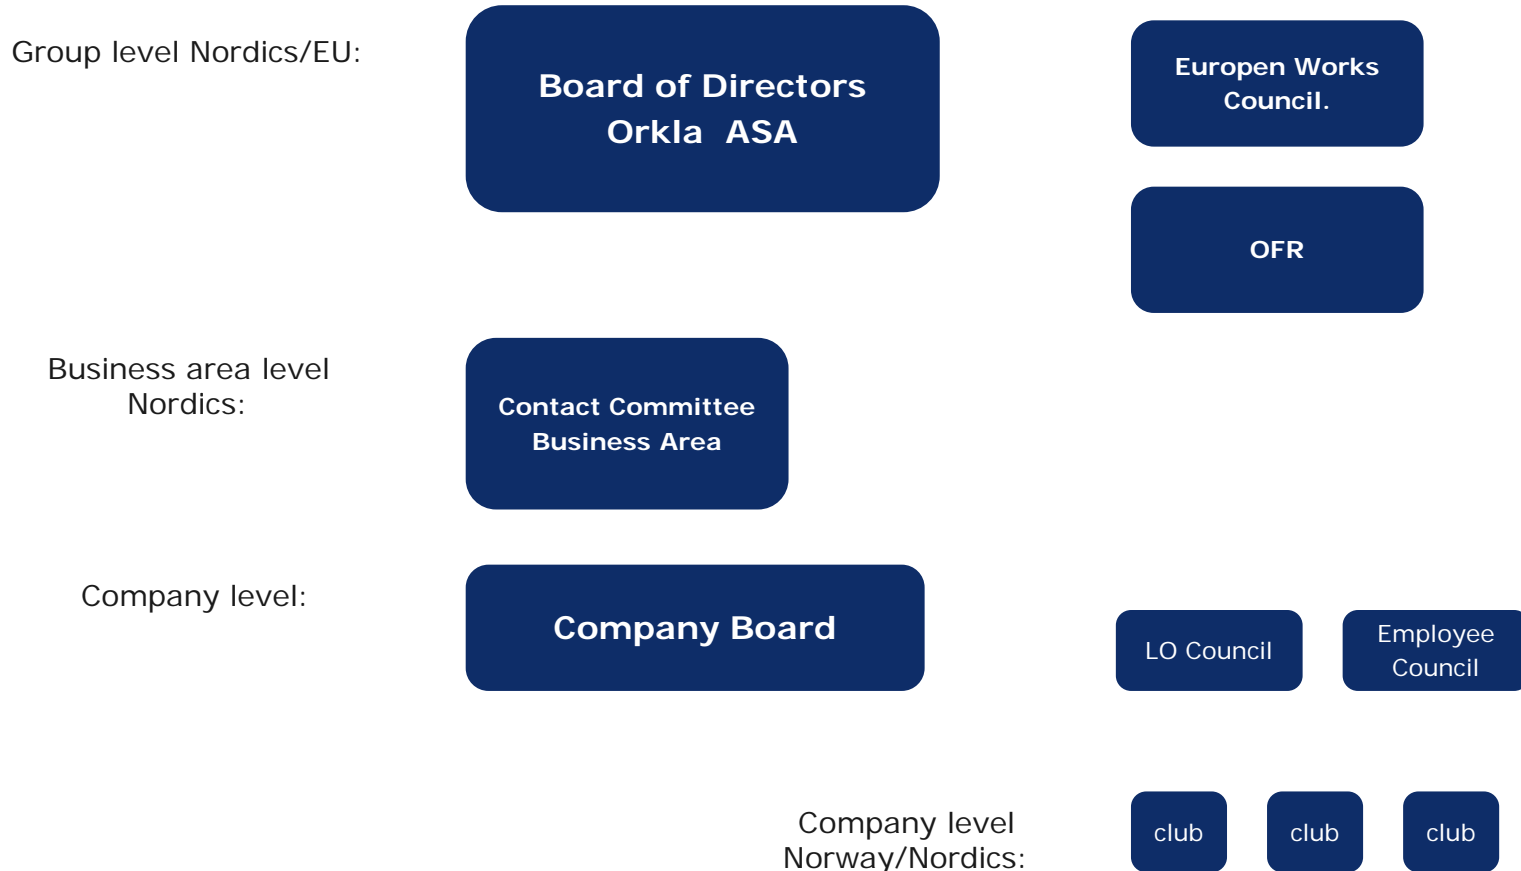 Group level Nordics/EU:
Board of Directors
Orkla ASA
Europen Works
Council.
OFR
Business area level
Nordics:
Contact Committee
Business Area
Company level:
Company Board
LO Council
Employee
Council
Company level
Norway/Nordics:
club
club
club